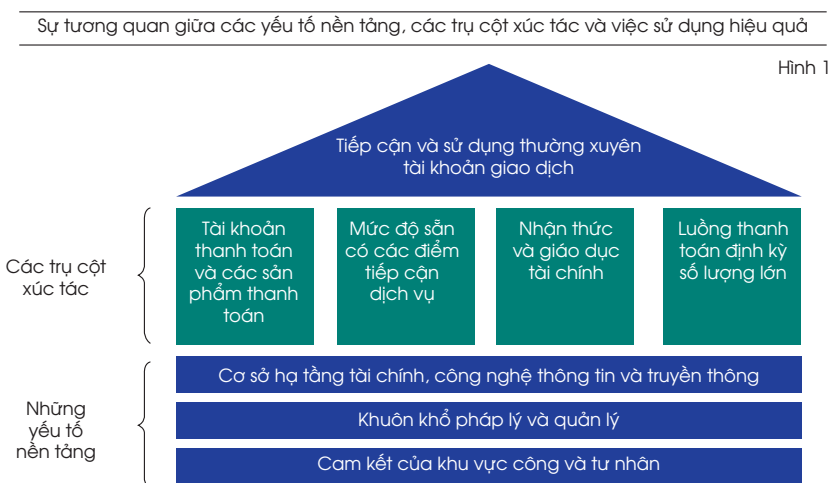 Sự tương quan giữa các yếu tố nền tảng, các trụ cột xúc tác và việc sử dụng hiệu quả
Hình 1
Tiếp cận và sử dụng thường xuyên
tài khoản giao dịch
Các trụ cột
xúc tác
Tài khoản
thanh toán
và các sản
phẩm thanh
toán
Mức độ sẵn
có các điểm
tiếp cận
dịch vụ
Nhận thức
và giáo dục
tài chính
Luồng thanh
toán định kỳ
số lượng lớn
Những
yếu tố
nền tảng
Cơ sở hạ tầng tài chính, công nghệ thông tin và truyền thông
Khuôn khổ pháp lý và quản lý
Cam kết của khu vực công và tư nhân